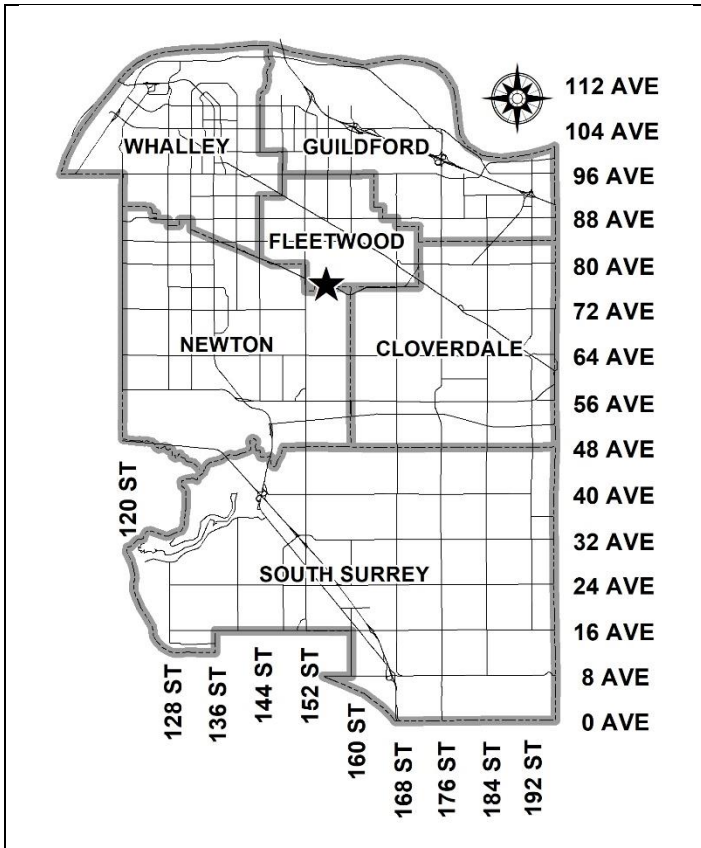 112 AVE
104 AVE
WHALLEY
GUILDFORD
96 AVE
88 AVE
FLEETWOOD
80 AVE
72 AVE
NEWTON
CLOVERDALE
64 AVE
56 AVE
48 AVE
120 ST
40 AVE
32 AVE
SOUTH SURREY
24 AVE
16 AVE
8 AVE
0 AVE
128 ST
136 ST
144 ST
152 ST
160 ST
168 ST
176 ST
184 ST
192 ST